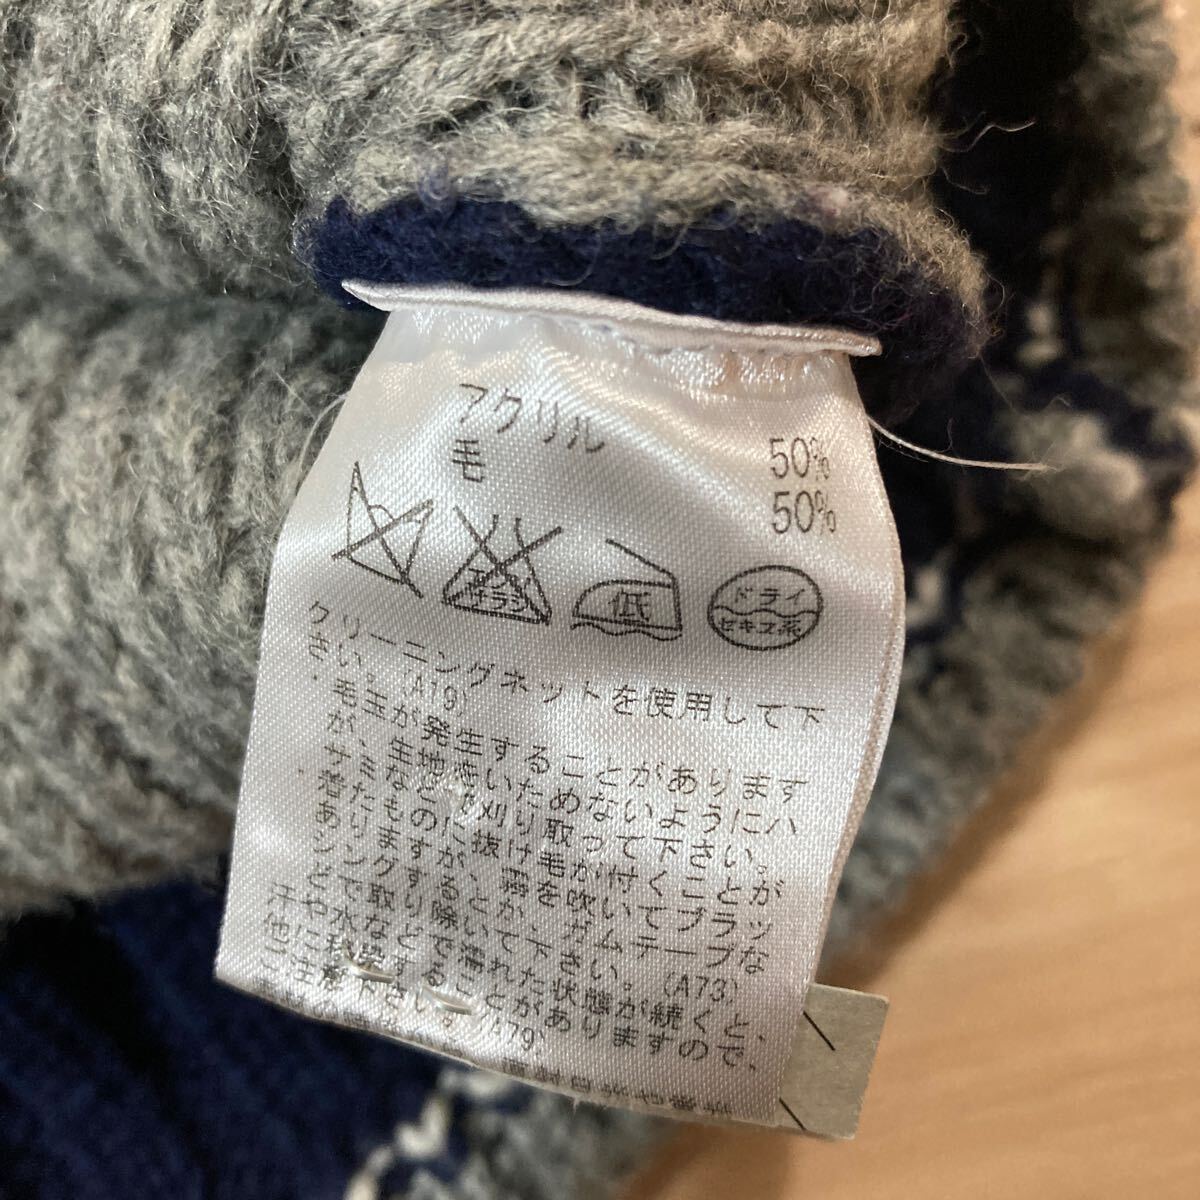 アクリル 50%
毛 50%
エンソ
サラシ
低
ドライ
セキユ系
クリーニングネットを使用して下
さい。(A19)
・毛玉が発生することがあります
が、生地をいためないようにハ
サミなどで刈り取って下さい。
着たものに抜け毛が付くことが
ありますが、霧を吹いてブラッ
シングするとか、ガムテープな
どで取り除いて下さい。(A73)
汗や水などで濡れた状態が続くと、
他に移染することがありますので、
ご注意下さい。(A79)